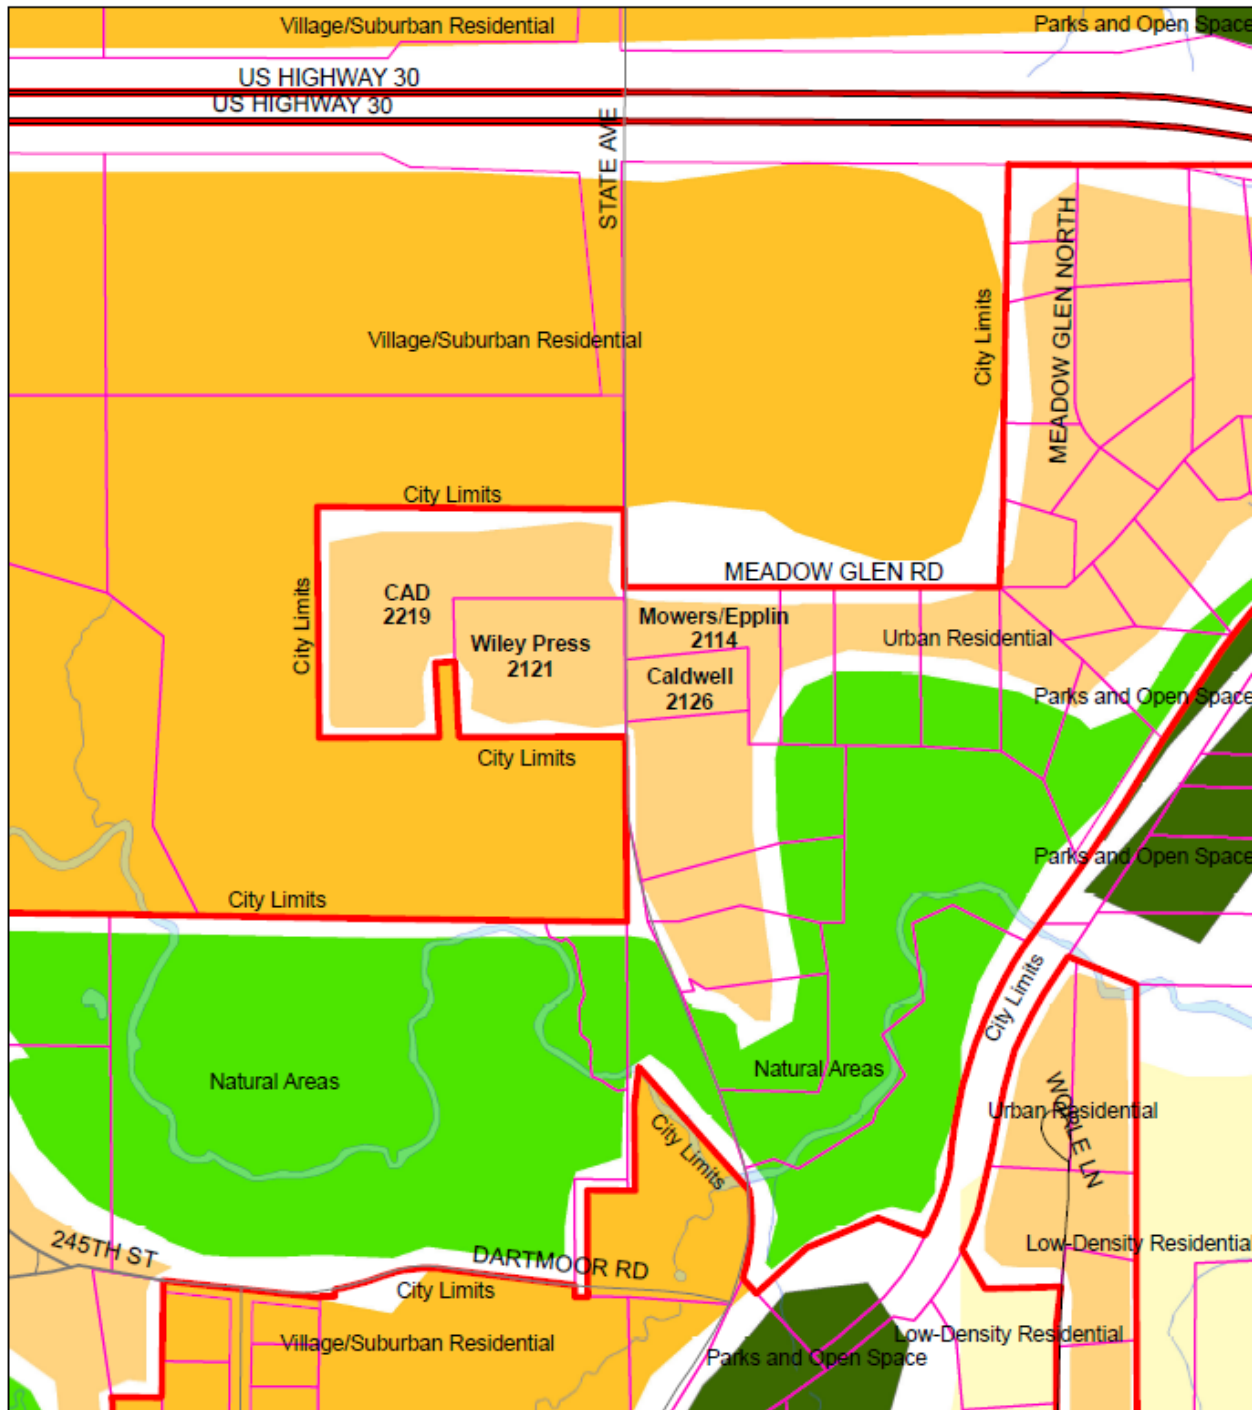 Village/Suburban Residential
Parks and Open Space
US HIGHWAY 30
US HIGHWAY 30
STATE AVE
MEADOW GLEN NORTH
City Limits
Village/Suburban Residential
City Limits
MEADOW GLEN RD
City Limits
CAD
2219
Mowers/Epplin
2114
Wiley Press
2121
Urban Residential
Caldwell
2126
Parks and Open Space
City Limits
Parks and Open Space
City Limits
City Limits
Natural Areas
Natural Areas
City Limits
Urban Residential
WORLE LN
245TH ST
DARTMOOR RD
Low-Density Residential
City Limits
Village/Suburban Residential
Low-Density Residential
Parks and Open Space